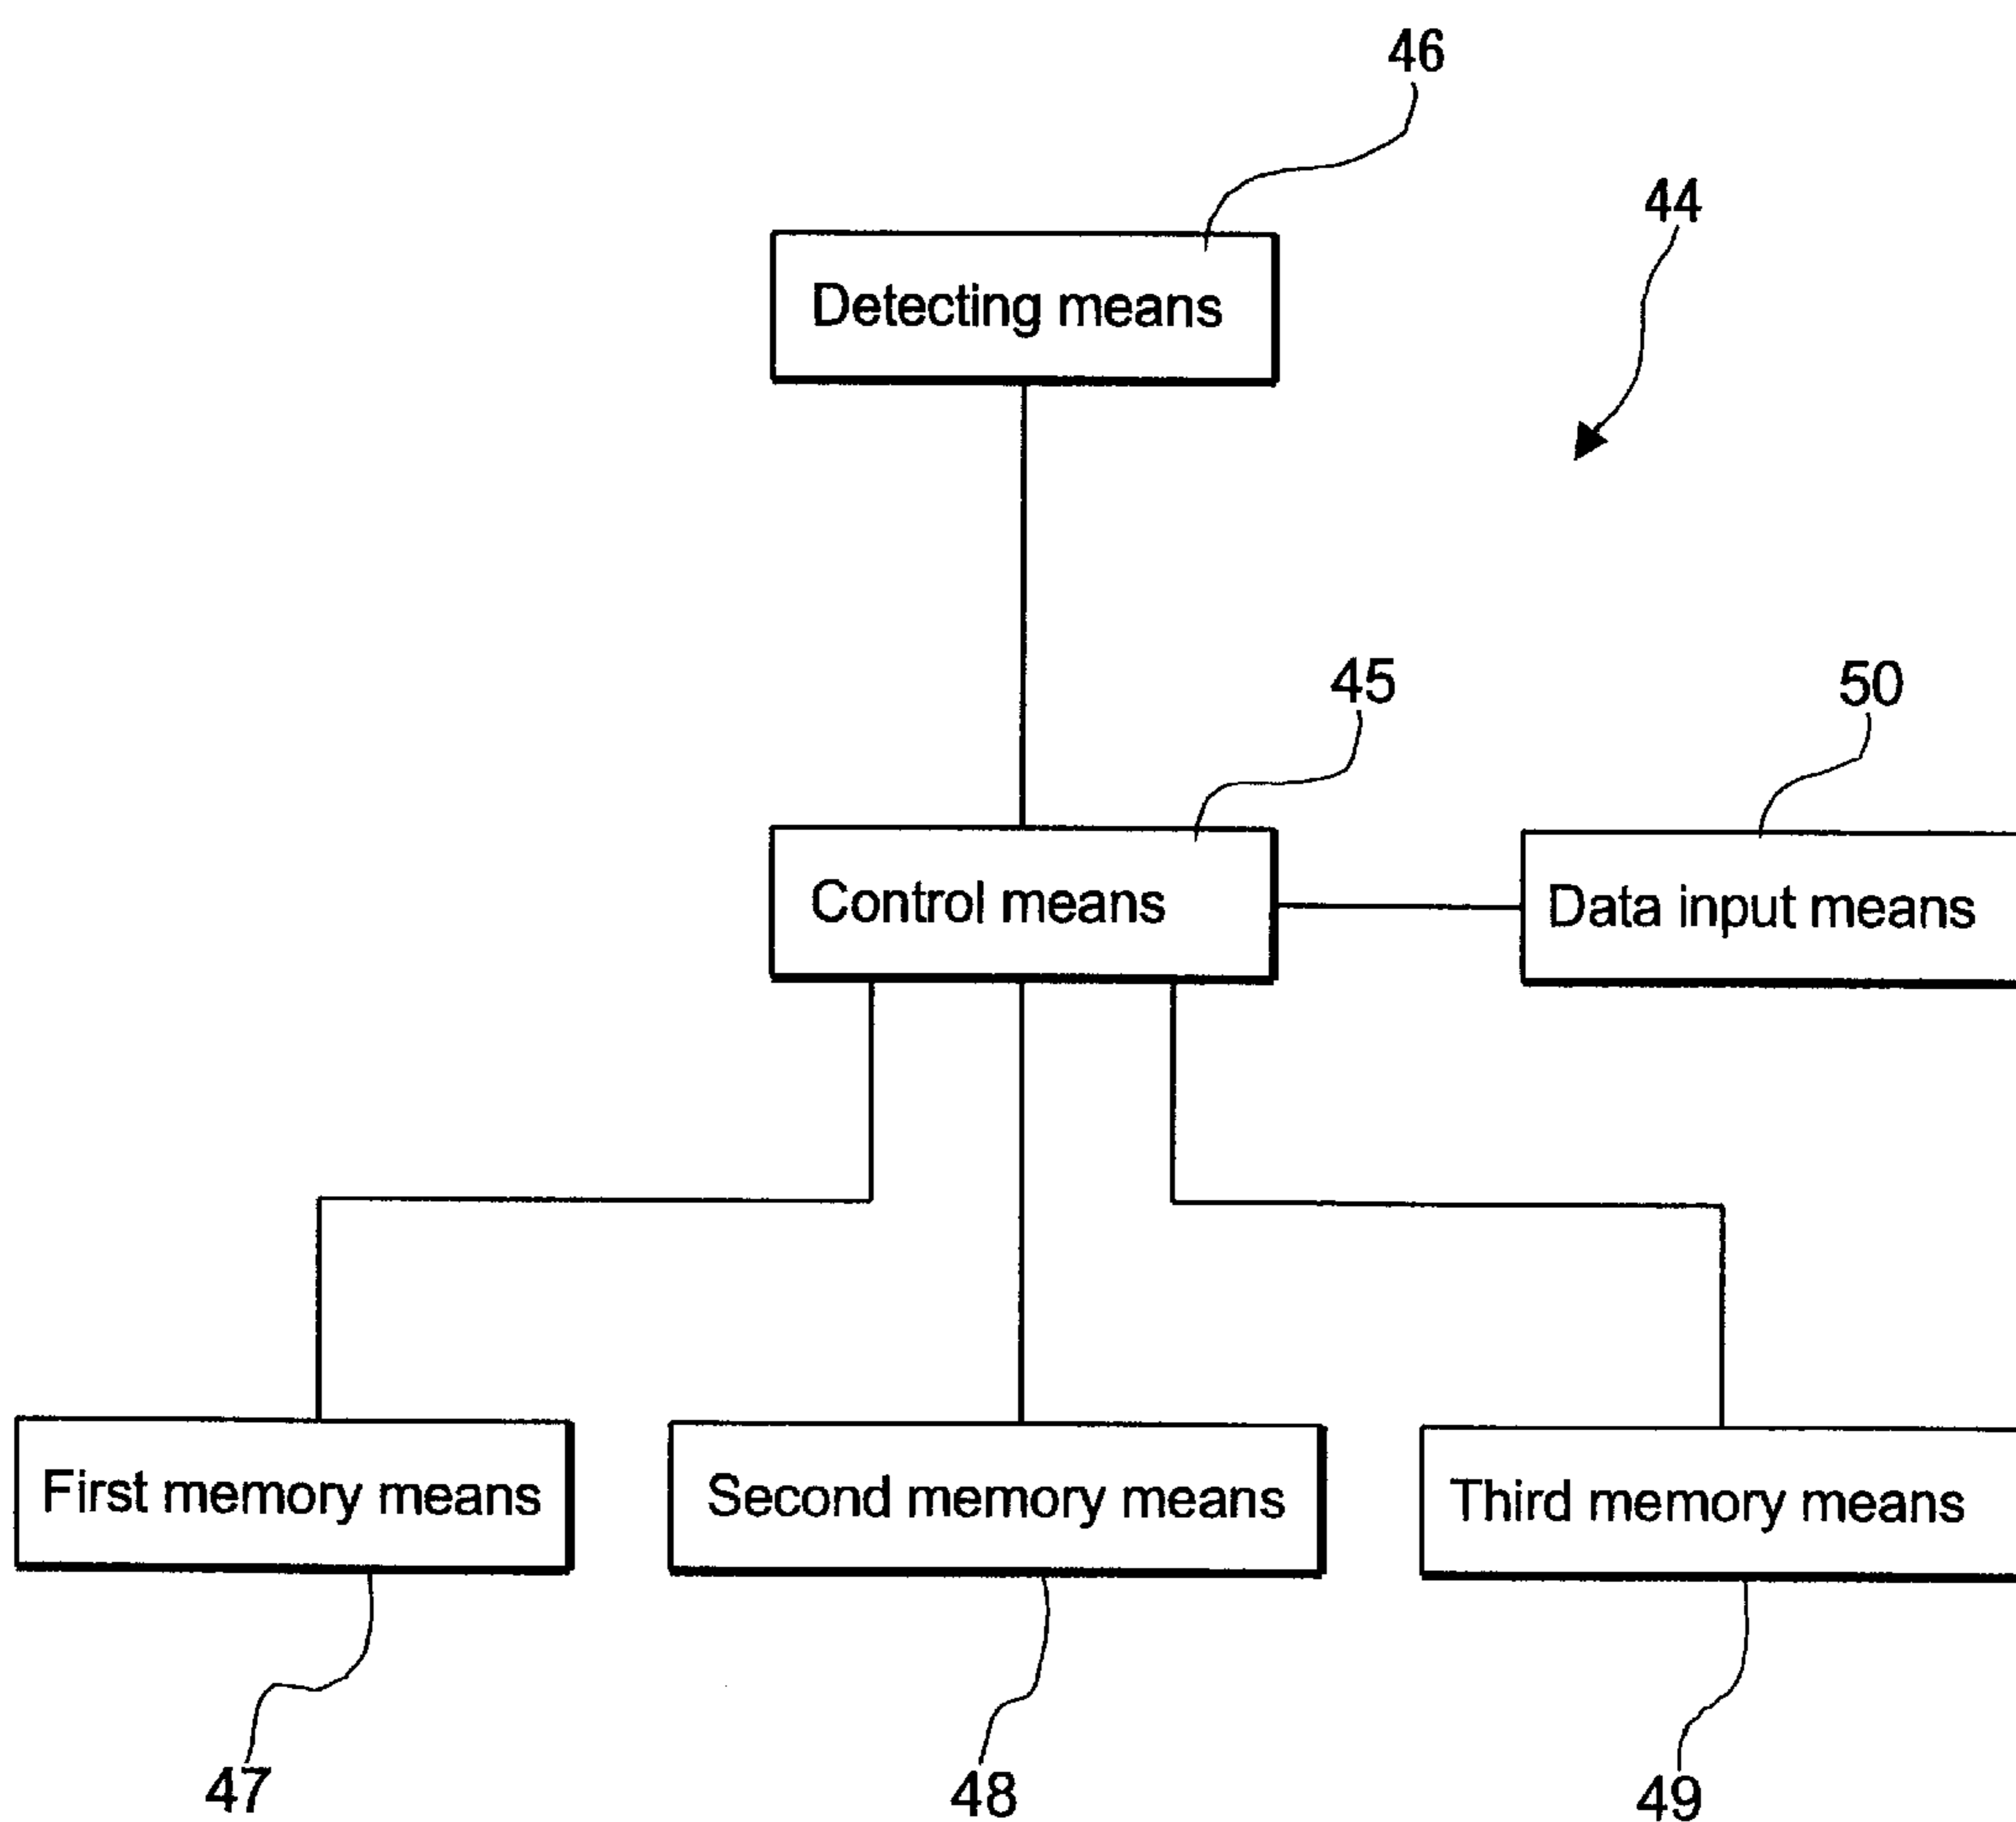 46
44
Detecting means
45
50
Control means
Data input means
First memory means
Second memory means
Third memory means
47
48
49